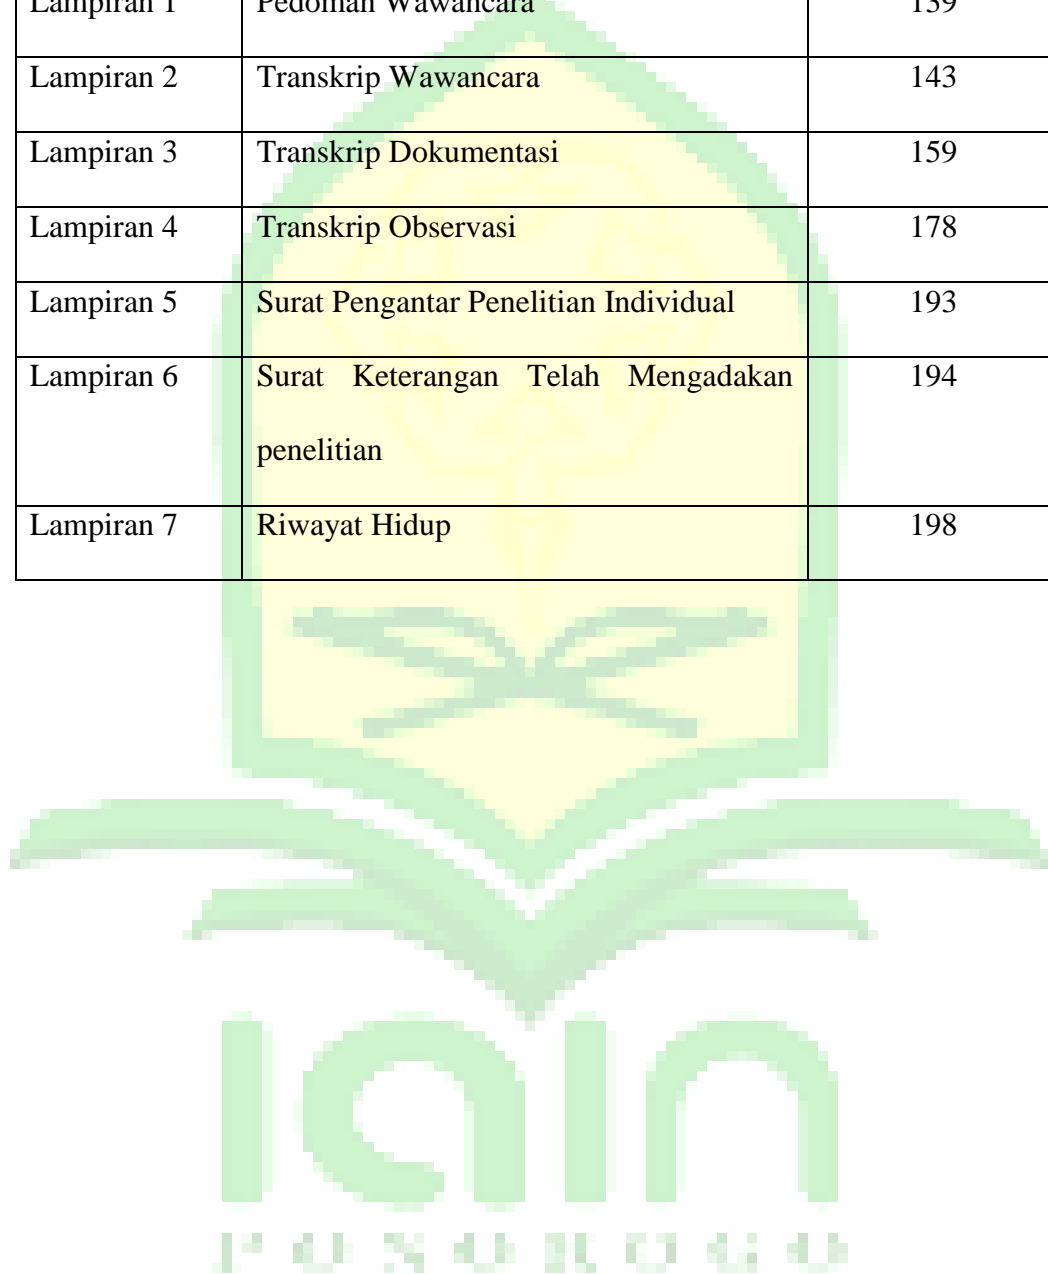 Lampiran 1 Pedoman Wawancara 139
Lampiran 2 Transkrip Wawancara 143
Lampiran 3 Transkrip Dokumentasi 159
Lampiran 4 Transkrip Observasi 178
Lampiran 5 Surat Pengantar Penelitian Individual 193
Lampiran 6 Surat Keterangan Telah Mengadakan 194
penelitian
Lampiran 7 Riwayat Hidup 198
iain
PONOROGO